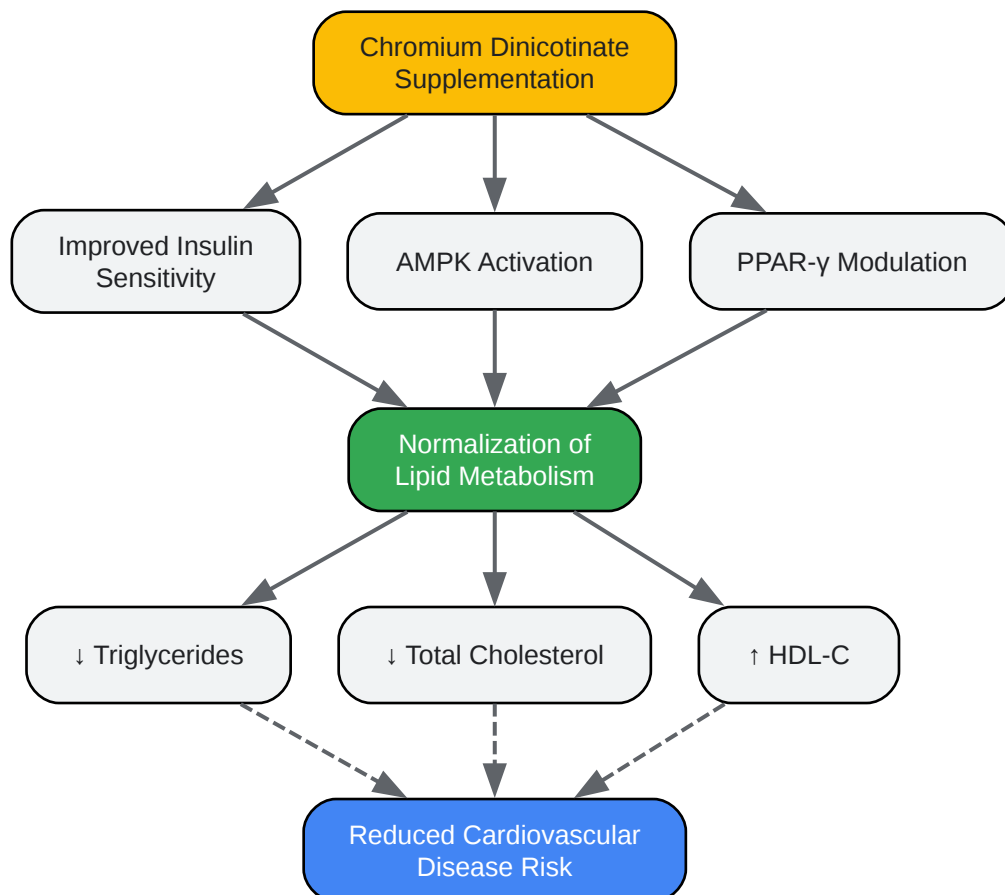 Chromium Dinicotinate
Supplementation
Improved Insulin
Sensitivity
AMPK Activation
PPAR-γ Modulation
Normalization of
Lipid Metabolism
↓ Triglycerides
↓ Total Cholesterol
↑ HDL-C
Reduced Cardiovascular
Disease Risk